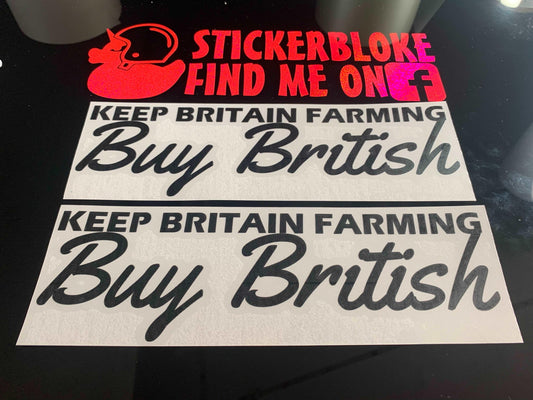 STICKERBLOKE
FIND ME ON f
KEEP BRITAIN FARMING
Buy British
KEEP BRITAIN FARMING
Buy British